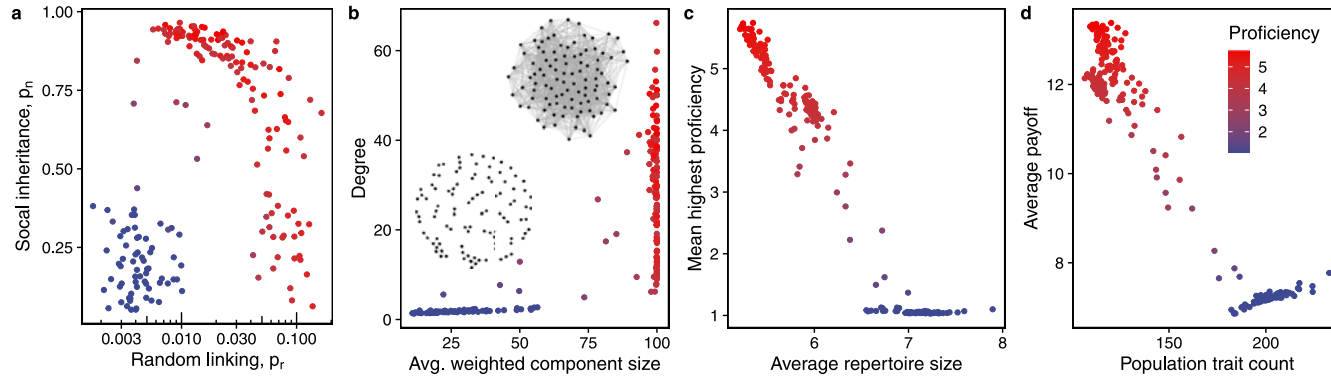 a
Socal inheritance, pn
1.00
0.75
0.50
0.25
0.003
0.010
0.030
0.100
Random linking, pr
b
Degree
60
40
20
0
25
50
75
100
Avg. weighted component size
c
Mean highest proficiency
5
4
3
2
1
6
7
8
Average repertoire size
d
Average payoff
12
10
8
150
200
Population trait count
Proficiency
5
4
3
2